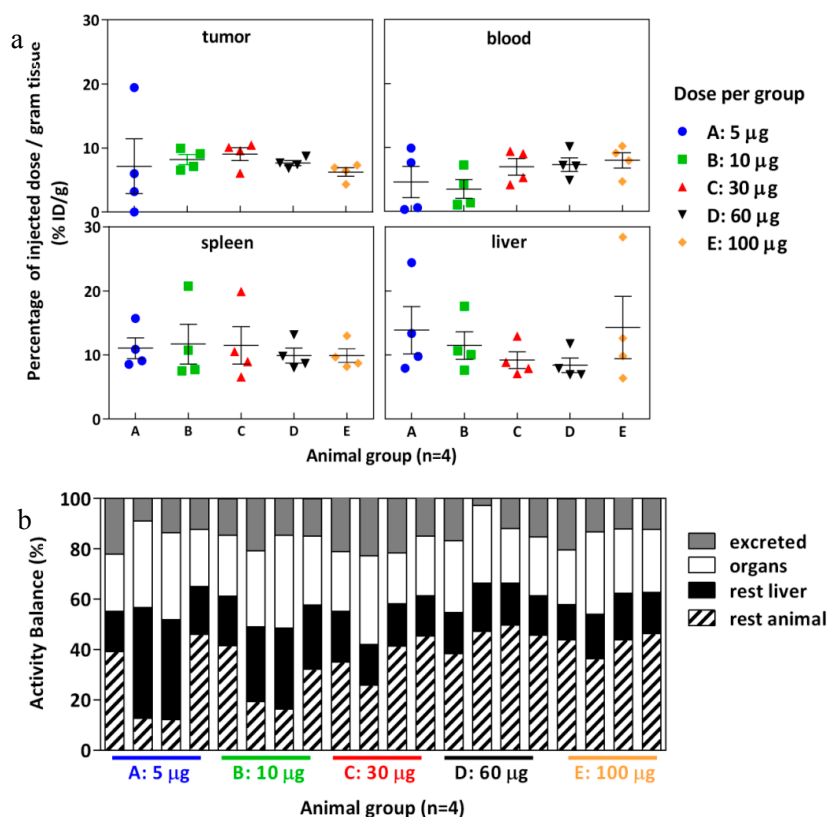 a
Percentage of injected dose / gram tissue
(% ID/g)
30
20
10
0
tumor
blood
Dose per group
A: 5 µg
B: 10 µg
C: 30 µg
D: 60 µg
E: 100 µg
30
20
10
0
spleen
liver
A B C D E A B C D E
Animal group (n=4)
b
Activity Balance (%)
100
80
60
40
20
0
excreted
organs
rest liver
rest animal
A: 5 µg B: 10 µg C: 30 µg D: 60 µg E: 100 µg
Animal group (n=4)